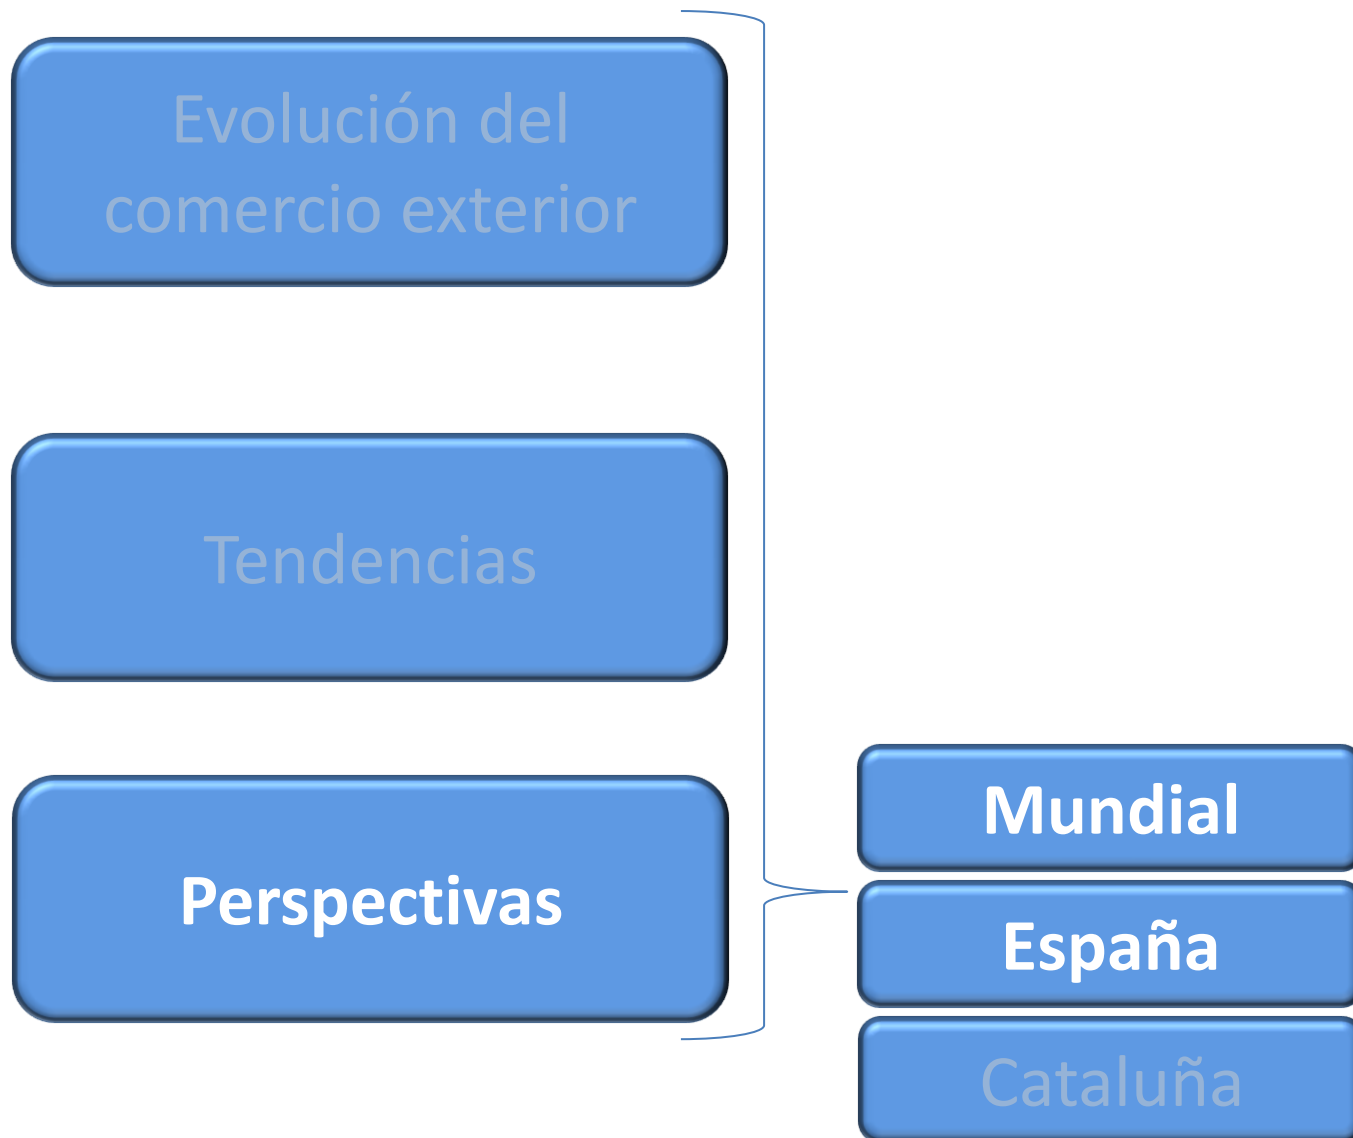 Evolución del
comercio exterior
Tendencias
Perspectivas
Mundial
España
Cataluña